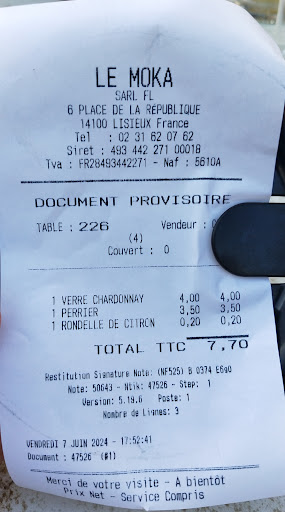 LE MOKA
SARL FL
6 PLACE DE LA RÉPUBLIQUE
14100 LISIEUX France
Tel : 02 31 62 07 62
Siret : 493 442 271 00018
Tva : FR28493442271 - Naf : 5610A
DOCUMENT PROVISOIRE
TABLE : 226 Vendeur :
(4)
Couvert : 0
1 VERRE CHARDONNAY 4,00 4,00
1 PERRIER 3,50 3,50
1 RONDELLE DE CITRON 0,20 0,20
TOTAL TTC 7,70
Restitution Signature Note: (NF525) B 0374 E6gO
Note: 50643 - Ntik: 47526 - Step: 1
Version: 5.19.6 Poste: 1
Nombre de Lignes: 3
VENDREDI 7 JUIN 2024 - 17:52:41
Document : 47526 (#1)
Merci de votre visite - A bientôt
Prix Net - Service Compris